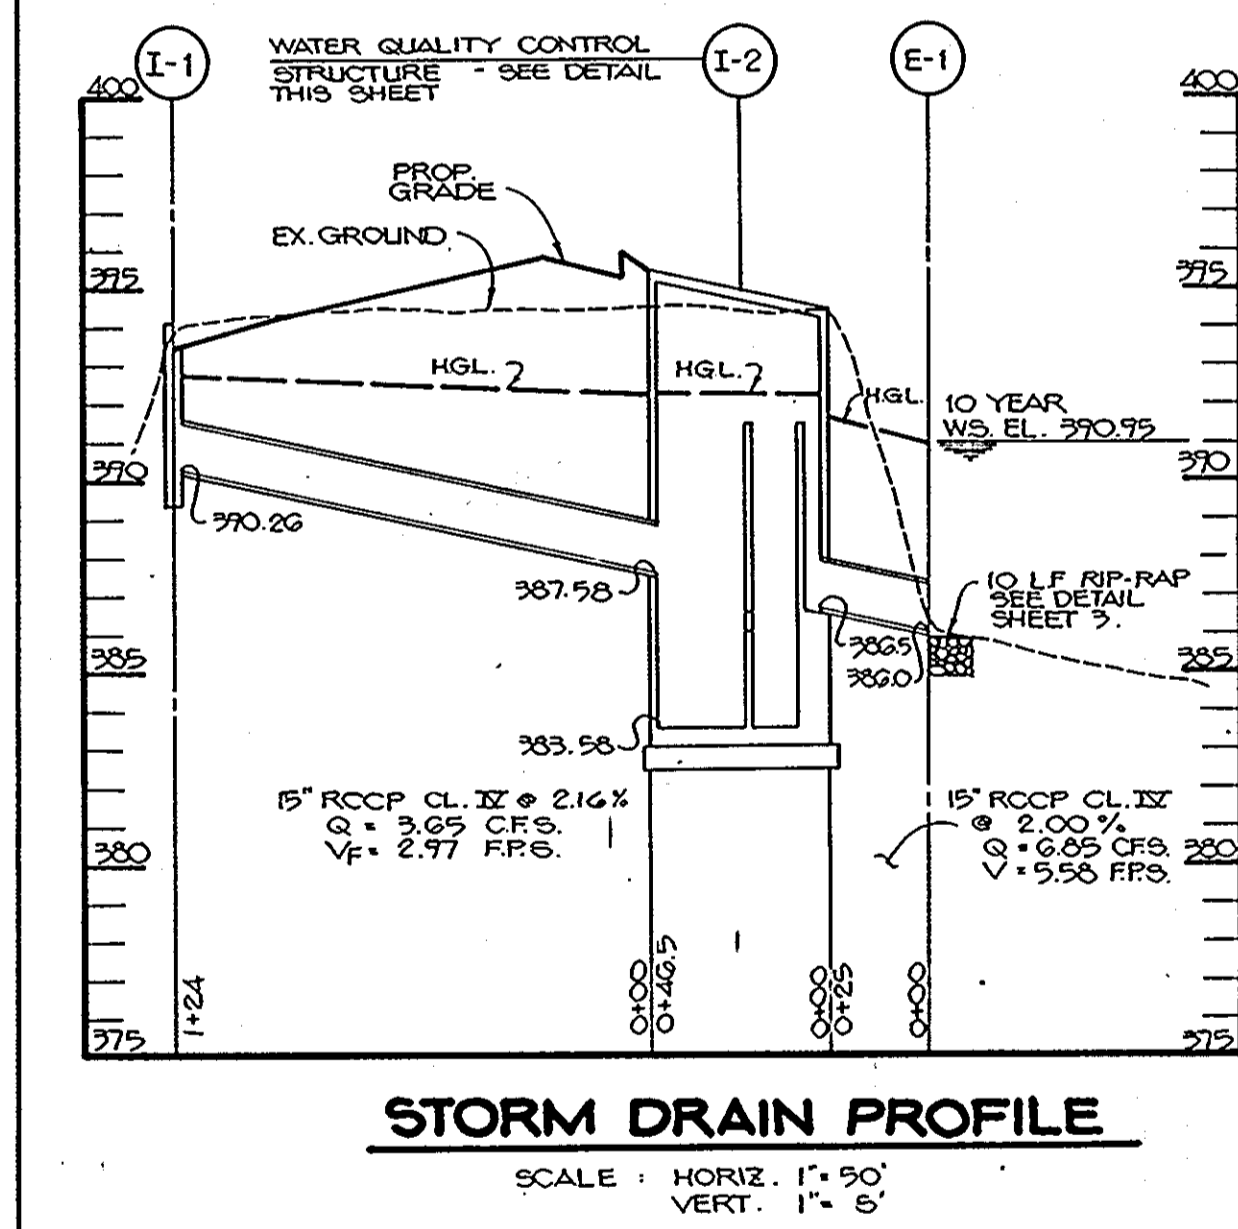 I-1
WATER QUALITY CONTROL
STRUCTURE - SEE DETAIL
THIS SHEET
I-2
E-1
400
400
PROP.
GRADE
EX. GROUND
395
395
HGL.
HGL.
H.G.L.
10 YEAR
W.S. EL. 390.95
390
390
390.26
387.58
10 LF RIP-RAP
SEE DETAIL
SHEET 3.
386.5
386.0
385
385
383.58
15" RCCP CL. IV @ 2.16%
Q = 3.65 C.F.S.
VF = 2.97 F.P.S.
15" RCCP CL. IV
@ 2.00 %
Q = 6.85 C.F.S.
V = 5.58 F.P.S.
380
380
1+24
0+00
0+46.5
0+00
0+25
0+00
375
375
STORM DRAIN PROFILE
SCALE : HORIZ. 1" = 50'
VERT. 1" = 5'